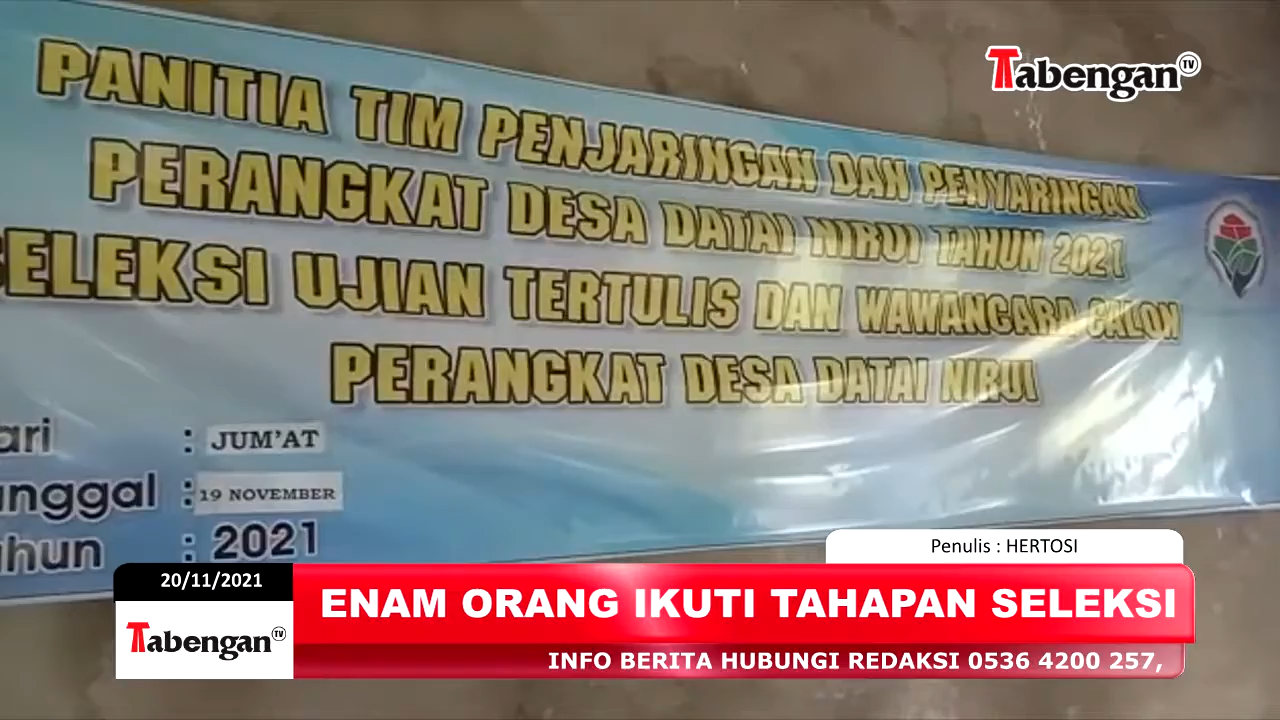 Tabengan TV
PANITIA TIM PENJARINGAN DAN PENYARINGAN
PERANGKAT DESA DATAI NIRUI TAHUN 2021
SELEKSI UJIAN TERTULIS DAN WAWANCARA CALON
PERANGKAT DESA DATAI NIRUI
ari : JUM'AT
anggal : 19 NOVEMBER
ahun : 2021
Penulis : HERTOSI
20/11/2021
ENAM ORANG IKUTI TAHAPAN SELEKSI
Tabengan TV
INFO BERITA HUBUNGI REDAKSI 0536 4200 257,